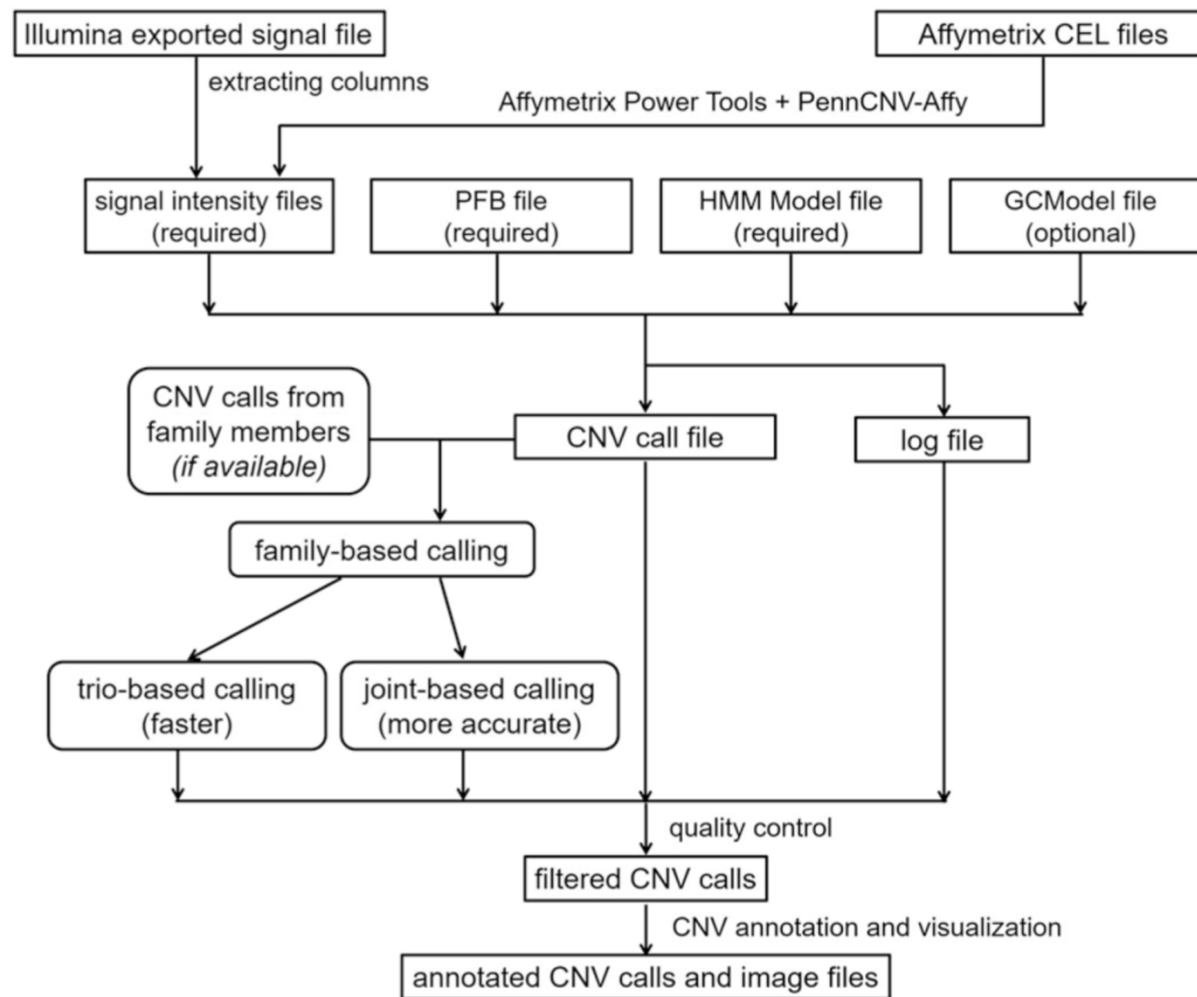 Illumina exported signal file
Affymetrix CEL files
extracting columns
Affymetrix Power Tools + PennCNV-Affy
signal intensity files
(required)
PFB file
(required)
HMM Model file
(required)
GCModel file
(optional)
CNV calls from
family members
(if available)
CNV call file
log file
family-based calling
trio-based calling
(faster)
joint-based calling
(more accurate)
quality control
filtered CNV calls
CNV annotation and visualization
annotated CNV calls and image files